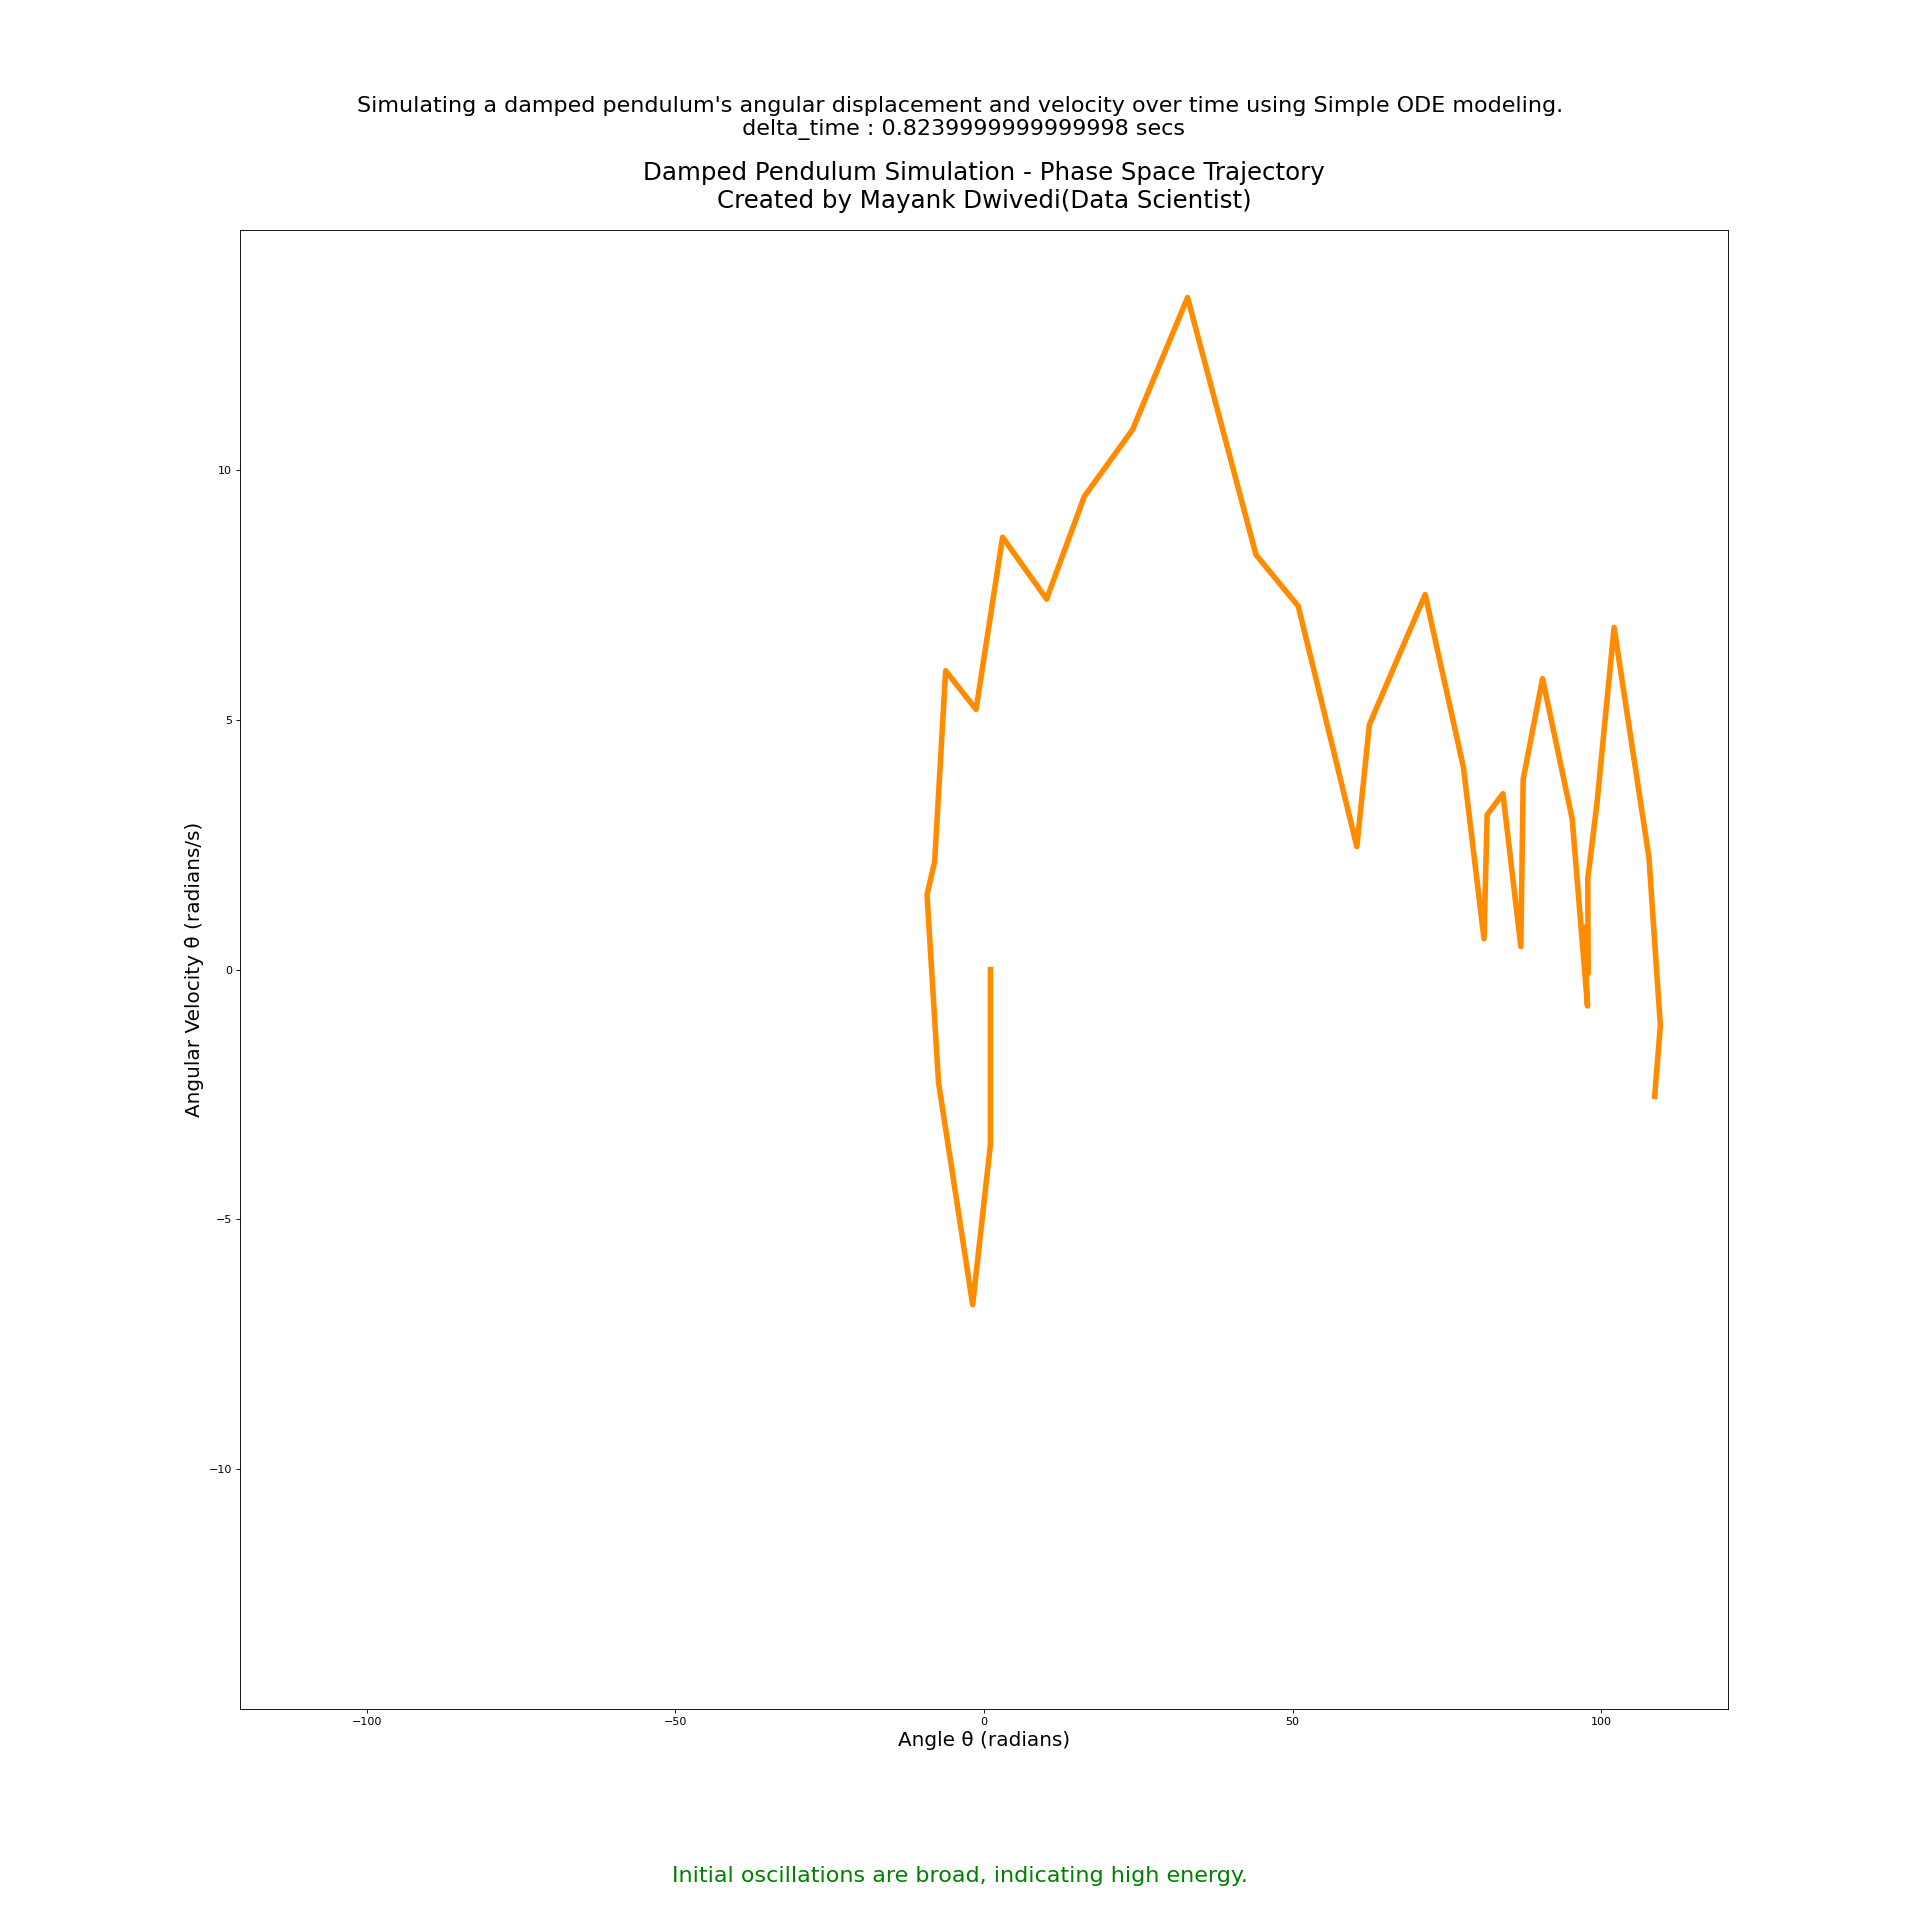 Simulating a damped pendulum's angular displacement and velocity over time using Simple ODE modeling.
delta_time : 0.8239999999999998 secs
Damped Pendulum Simulation - Phase Space Trajectory
Created by Mayank Dwivedi(Data Scientist)
Angular Velocity θ (radians/s)
10
5
0
−5
−10
−100
−50
0
50
100
Angle θ (radians)
Initial oscillations are broad, indicating high energy.